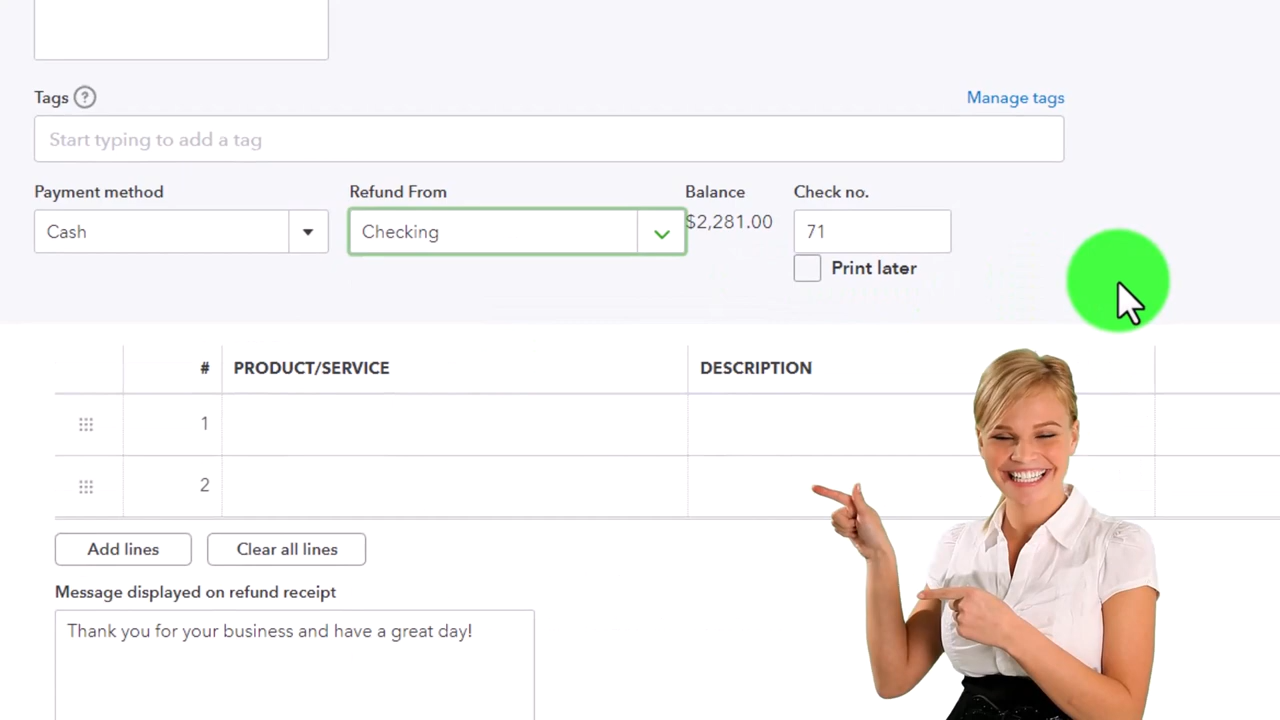 Tags ?
Manage tags
Start typing to add a tag
Payment method
Refund From
Balance
Check no.
Cash
Checking
$2,281.00
71
Print later
# PRODUCT/SERVICE DESCRIPTION
1
2
Add lines
Clear all lines
Message displayed on refund receipt
Thank you for your business and have a great day!